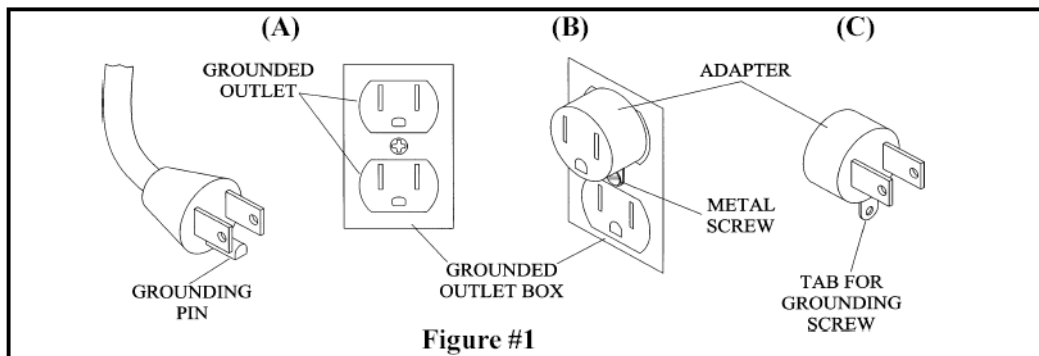 (A)
(B)
(C)
GROUNDED
OUTLET
ADAPTER
METAL
SCREW
GROUNDING
PIN
GROUNDED
OUTLET BOX
TAB FOR
GROUNDING
SCREW
Figure #1